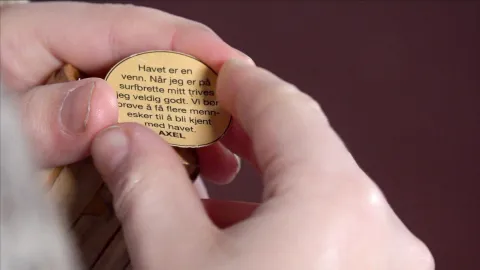 Havet er en
venn. Når jeg er på
surfbrette mitt trives
jeg veldig godt. Vi bør
prøve å få flere menn-
esker til å bli kjent
med havet.
AXEL